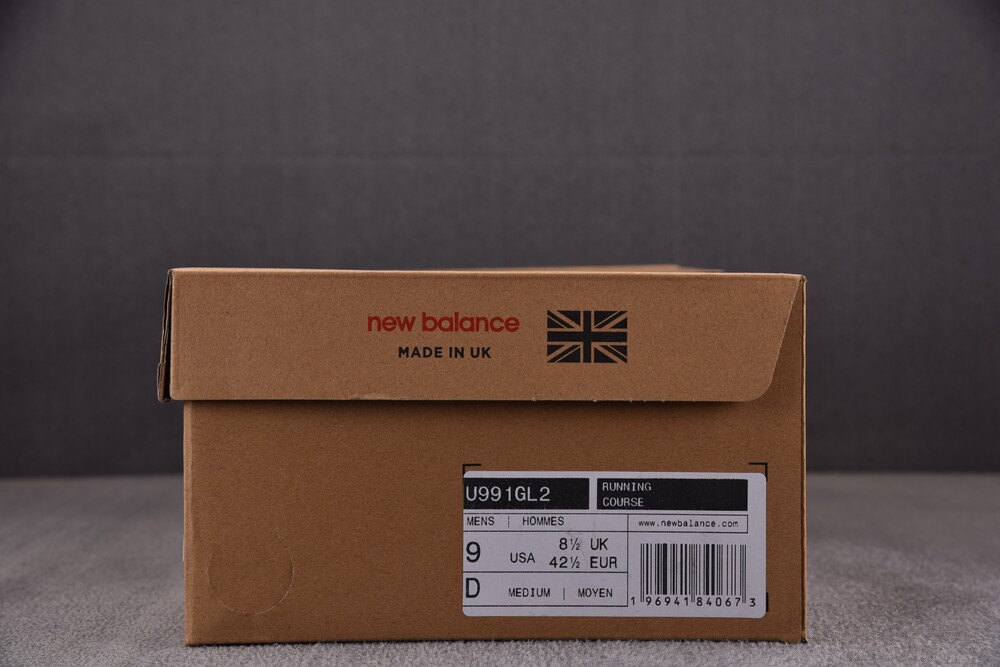 new balance
MADE IN UK
U991GL2
RUNNING
COURSE
MENS | HOMMES
www.newbalance.com
9 USA 8½ UK
42½ EUR
D MEDIUM | MOYEN
1 96941 84067 3